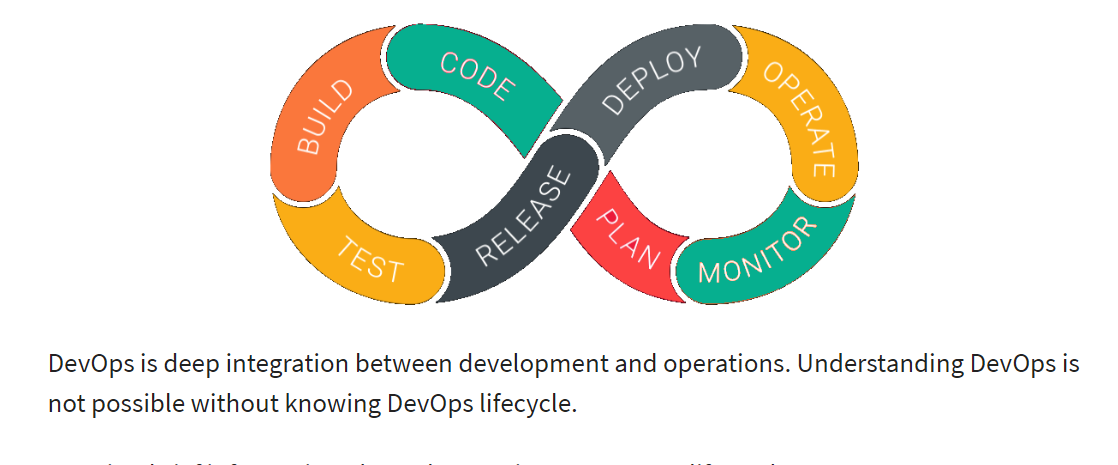 CODE
DEPLOY
OPERATE
BUILD
RELEASE
PLAN
MONITOR
TEST
DevOps is deep integration between development and operations. Understanding DevOps is
not possible without knowing DevOps lifecycle.